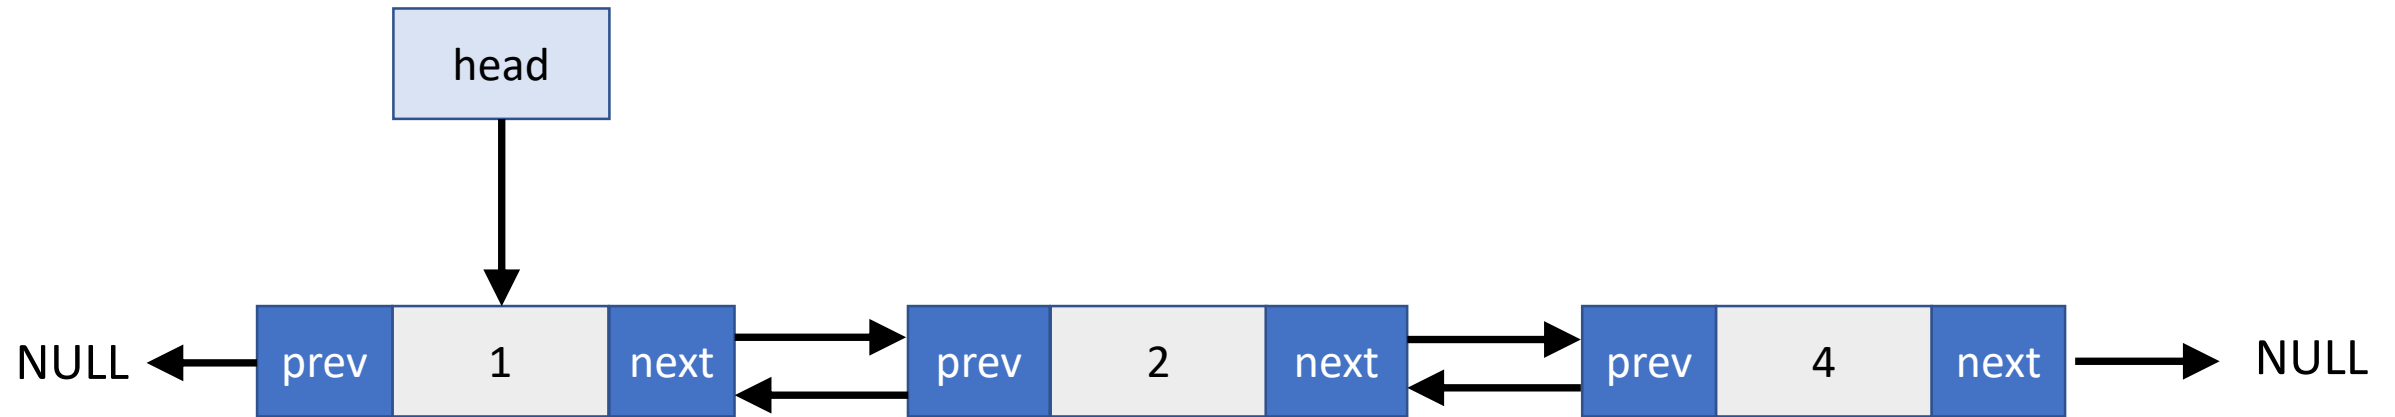 head
NULL prev 1 next prev 2 next prev 4 next NULL